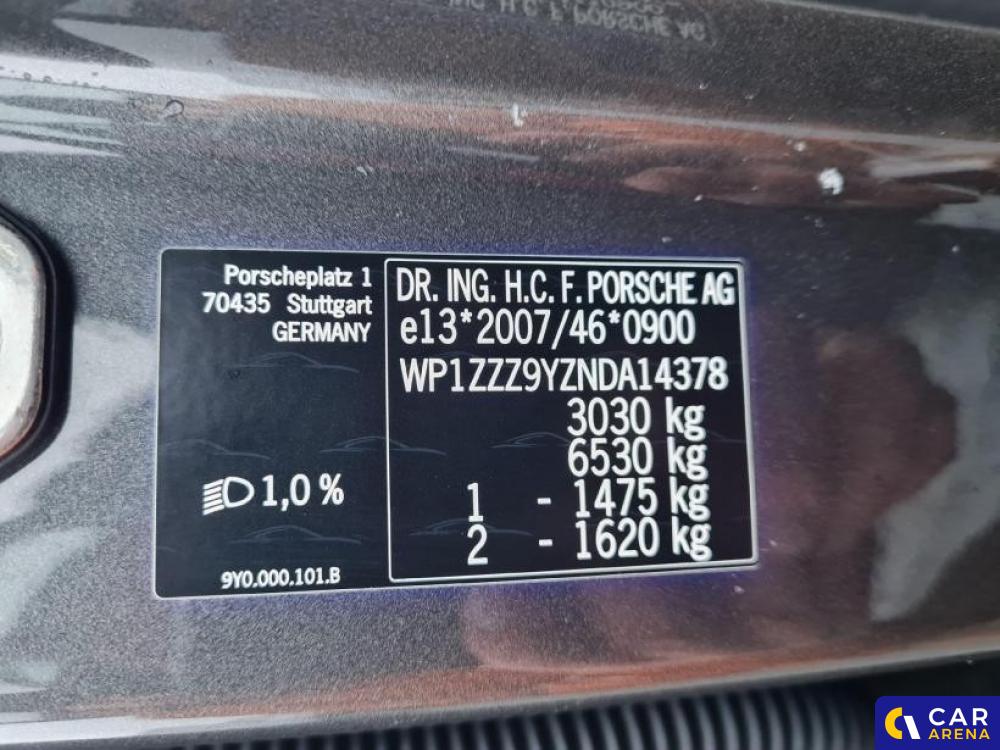 Porscheplatz 1
70435 Stuttgart
GERMANY
1,0 %
9Y0.000.101.B
DR. ING. H.C. F. PORSCHE AG
e13*2007/46*0900
WP1ZZZ9YZNDA14378
3030 kg
6530 kg
1 - 1475 kg
2 - 1620 kg
CAR
ARENA